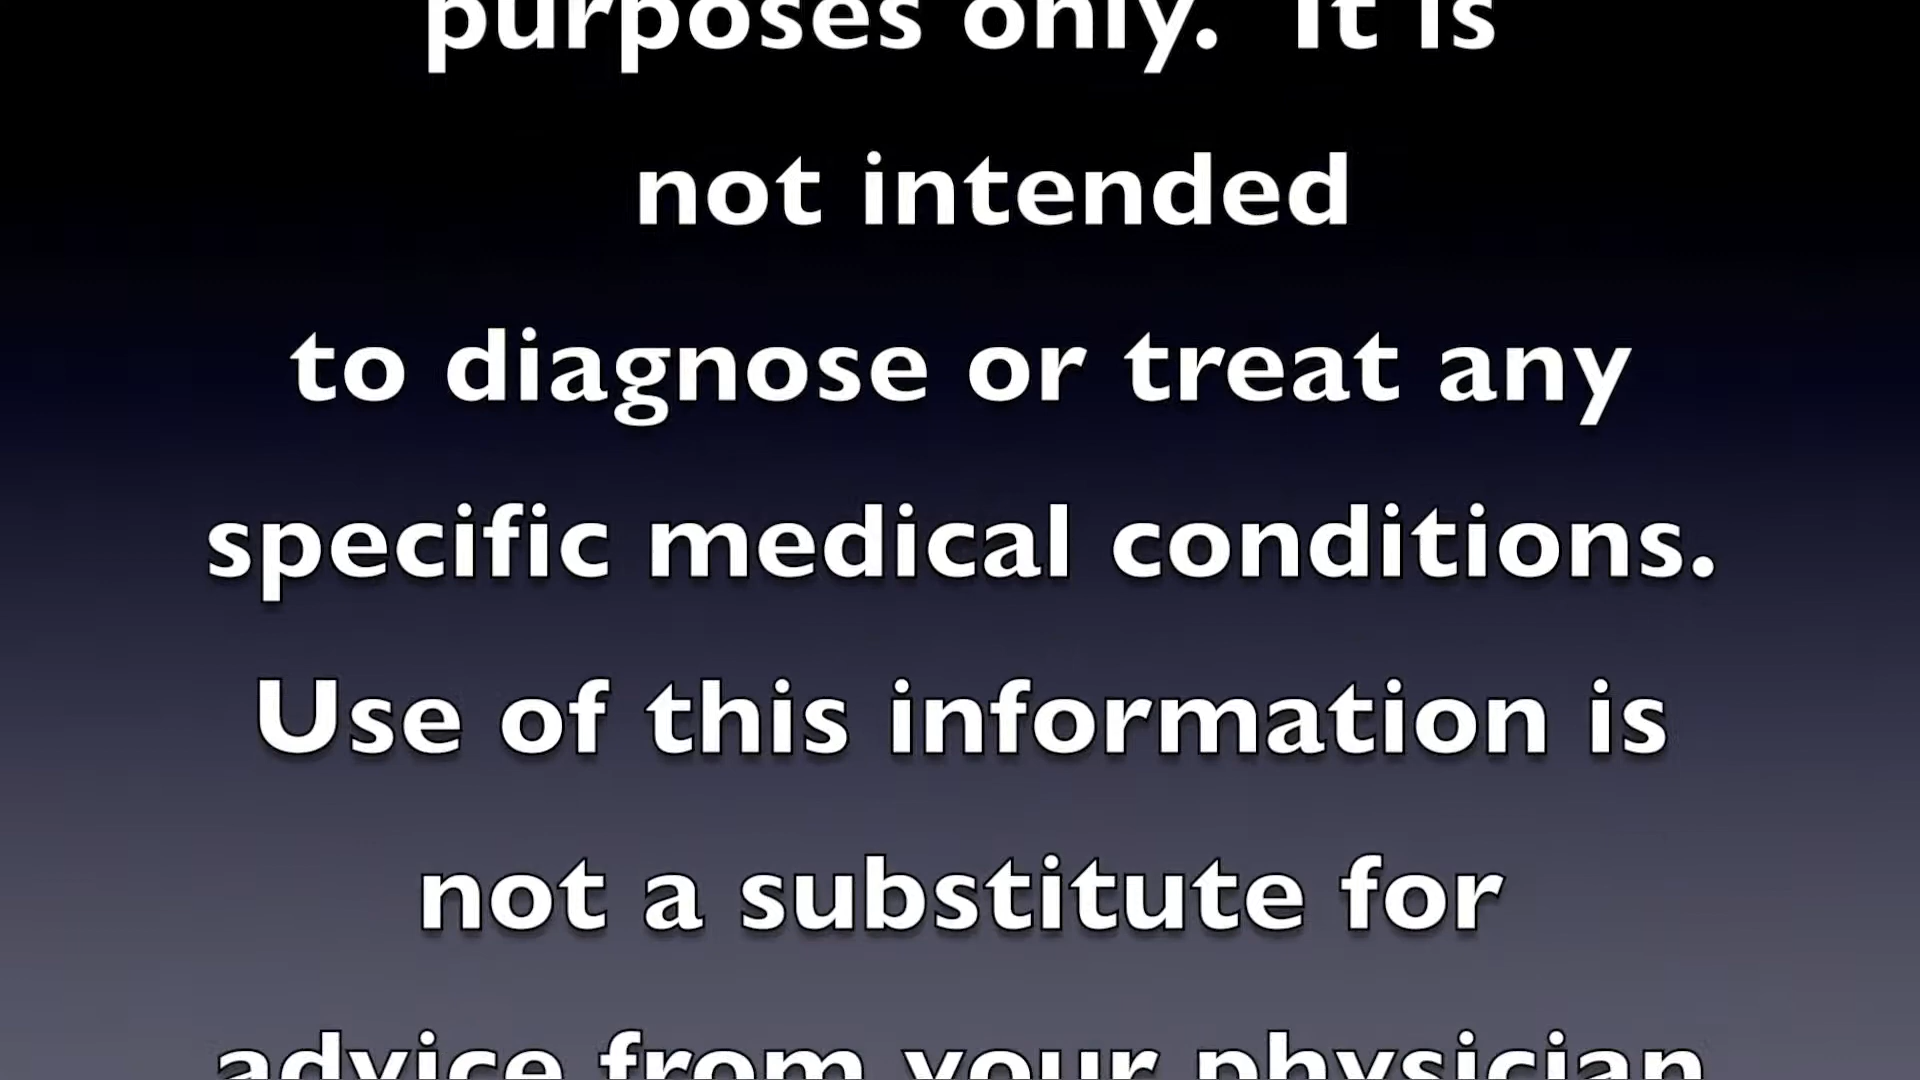 purposes only.  It is
not intended
to diagnose or treat any
specific medical conditions.
Use of this information is
not a substitute for
advice from your physician